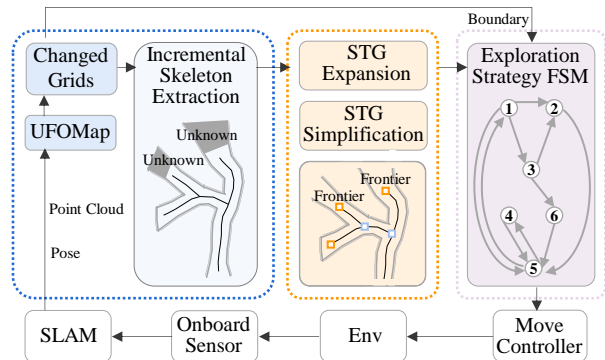 Boundary
Changed
Grids
UFOMap
Point Cloud
Pose
Incremental
Skeleton
Extraction
Unknown
Unknown
STG
Expansion
STG
Simplification
Frontier
Frontier
Exploration
Strategy FSM
1
2
3
4
6
5
SLAM
Onboard
Sensor
Env
Move
Controller